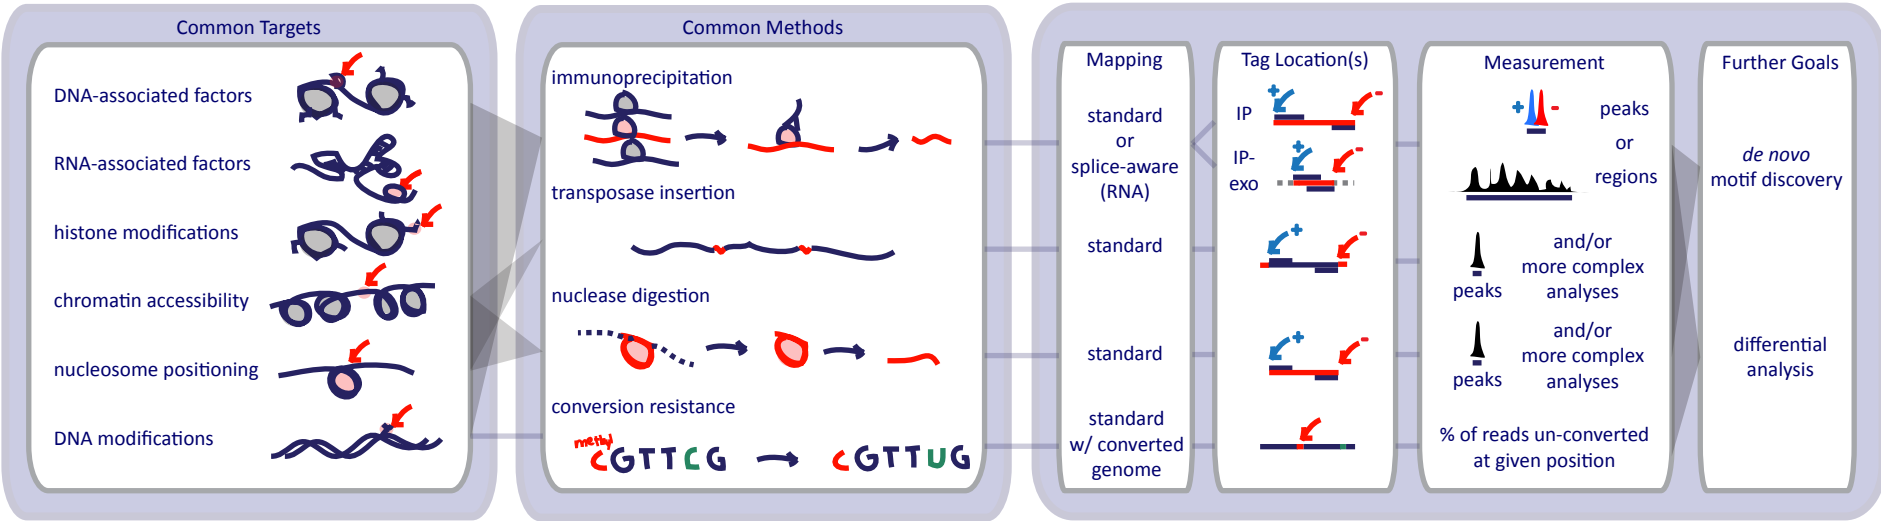 Common Targets
DNA-associated factors
RNA-associated factors
histone modifications
chromatin accessibility
nucleosome positioning
DNA modifications
Common Methods
immunoprecipitation
transposase insertion
nuclease digestion
conversion resistance
methyl
CGTTCG
CGTTUG
Mapping
standard
or
splice-aware
(RNA)
standard
standard
standard
w/ converted
genome
Tag Location(s)
IP
+
-
IP-
exo
+
-
+
-
+
-
Measurement
+
-
peaks
or
regions
peaks
and/or
more complex
analyses
peaks
and/or
more complex
analyses
% of reads un-converted
at given position
Further Goals
de novo
motif discovery
differential
analysis